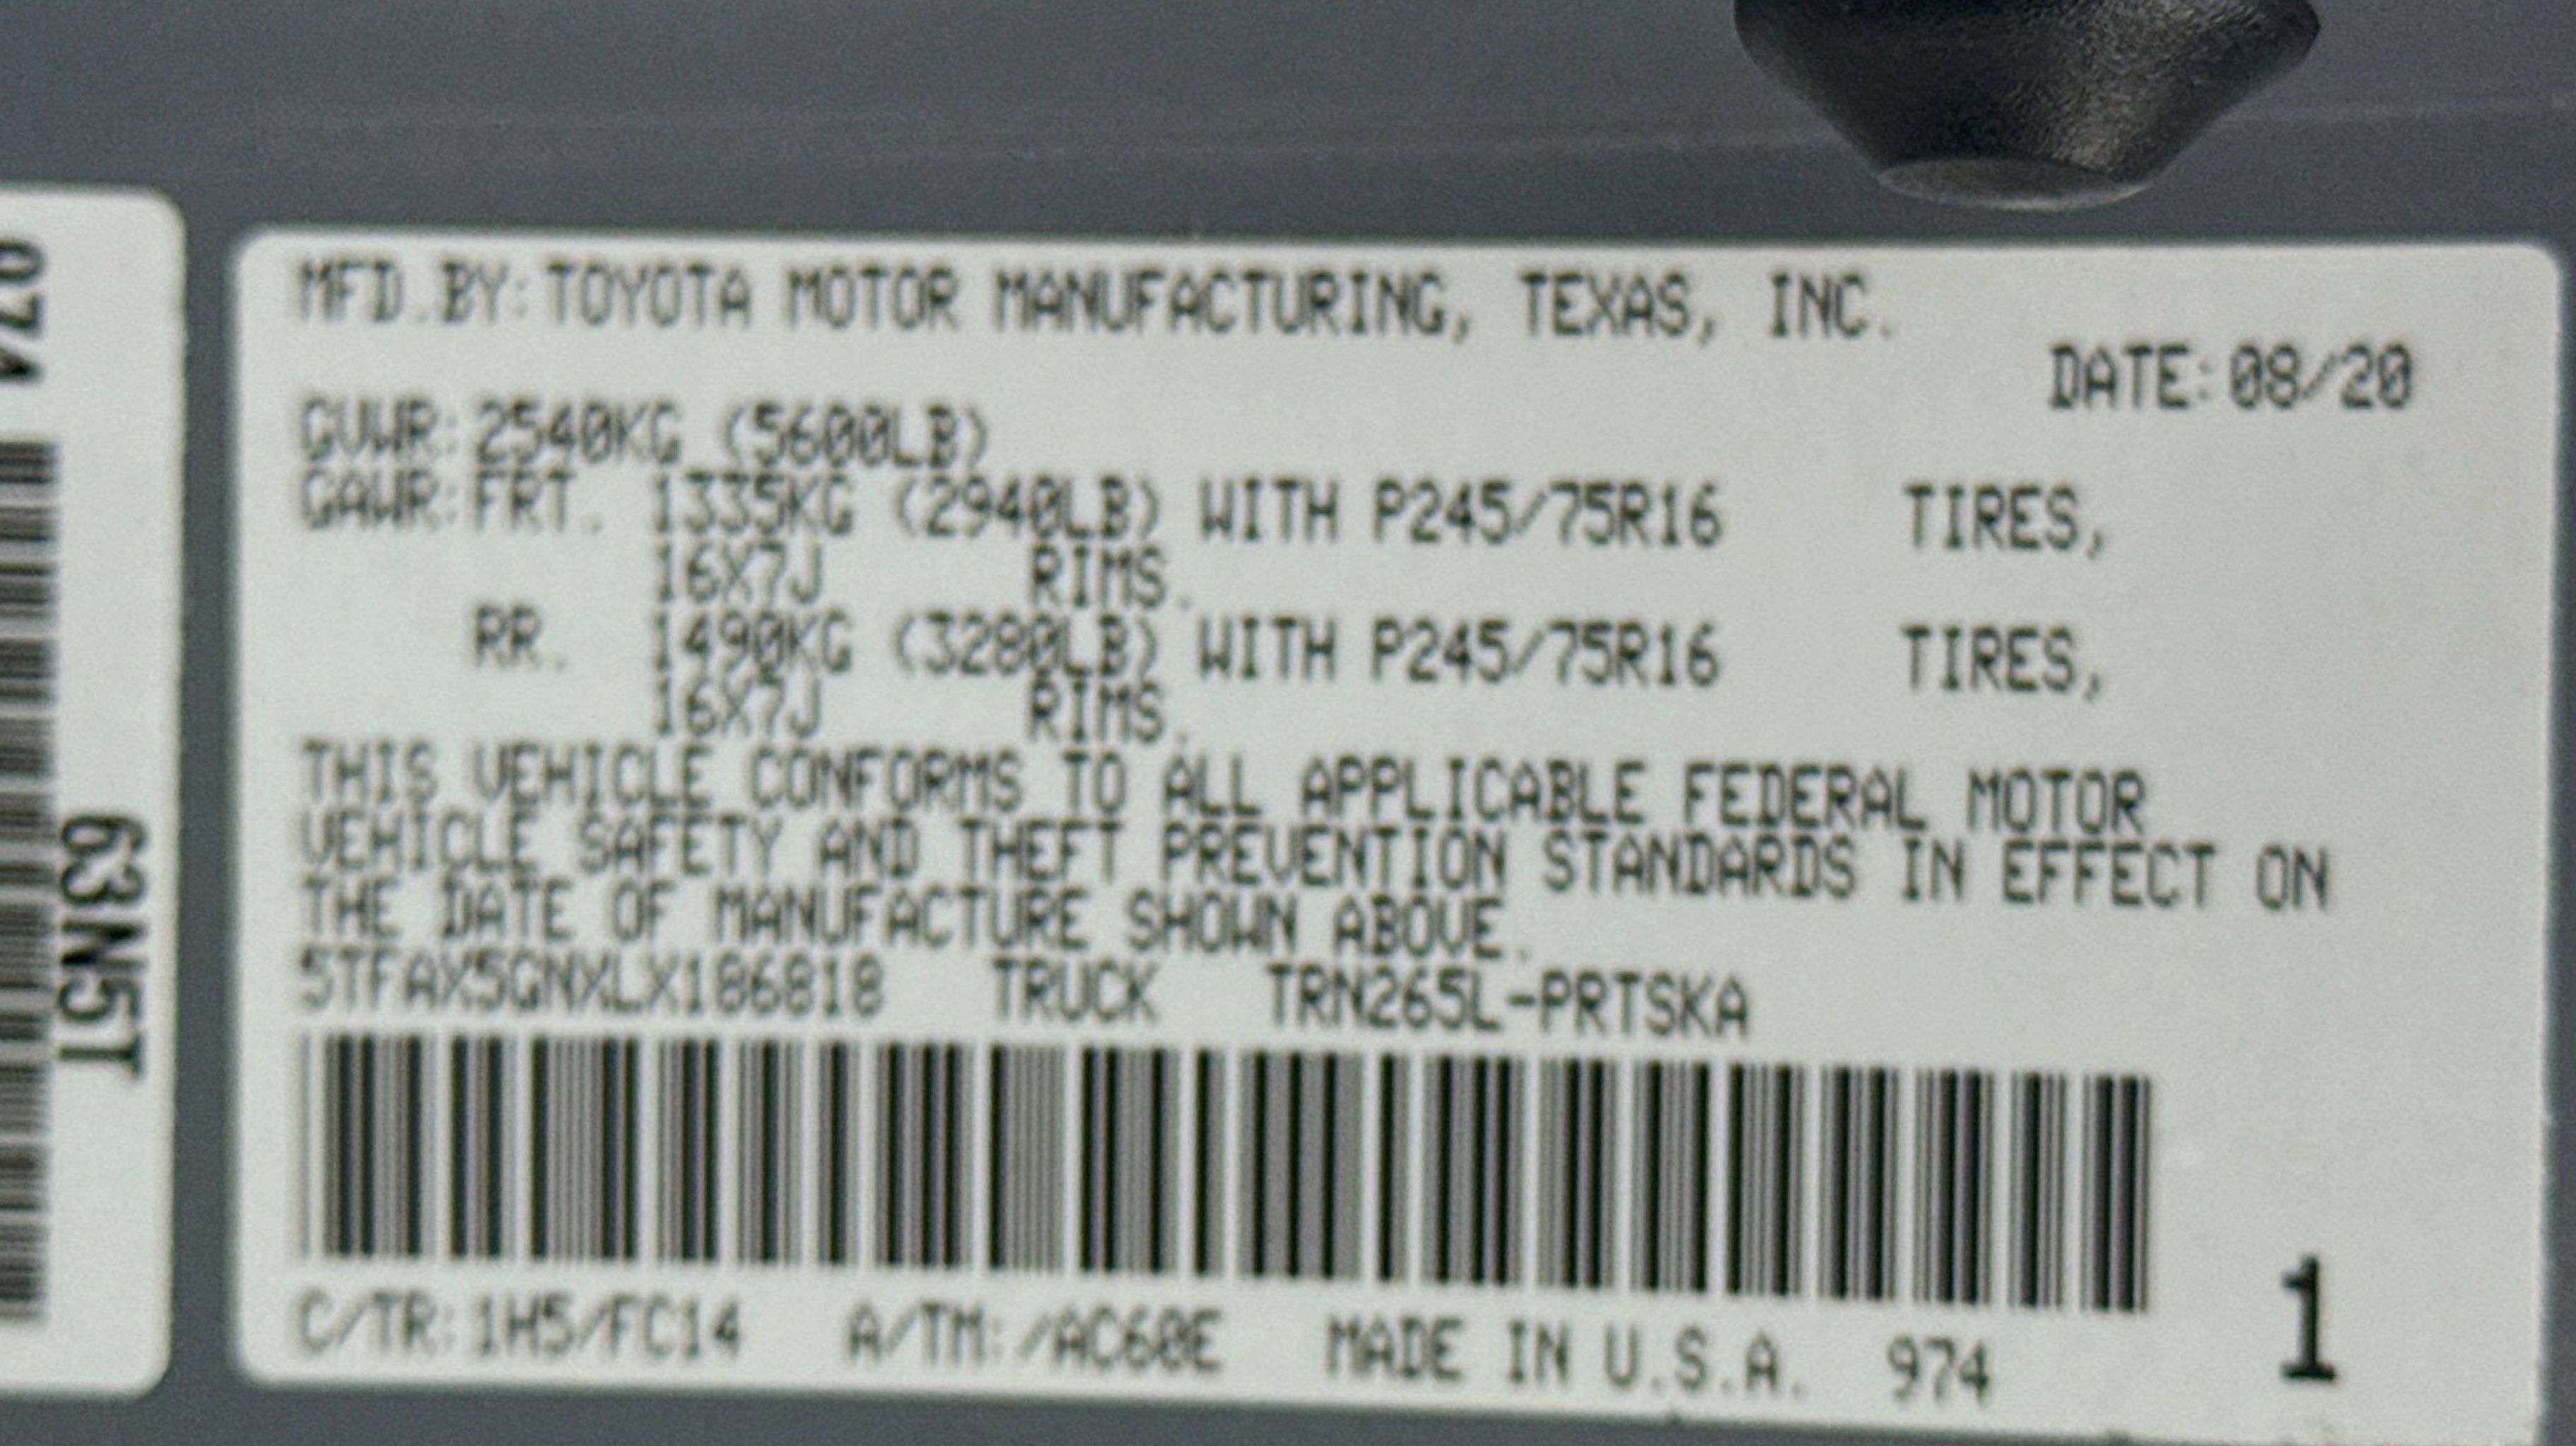 MFD.BY:TOYOTA MOTOR MANUFACTURING, TEXAS, INC.
DATE:08/20
GVWR:2540KG (5600LB)
GAWR:FRT. 1335KG (2940LB) WITH P245/75R16 TIRES,
16X7J RIMS.
RR. 1490KG (3280LB) WITH P245/75R16 TIRES,
16X7J RIMS.
THIS VEHICLE CONFORMS TO ALL APPLICABLE FEDERAL MOTOR
VEHICLE SAFETY AND THEFT PREVENTION STANDARDS IN EFFECT ON
THE DATE OF MANUFACTURE SHOWN ABOVE.
5TFAX5GNXLX186818 TRUCK TRN265L-PRTSKA
C/TR:1H5/FC14 A/TM:/AC60E MADE IN U.S.A. 974
1
63N5T